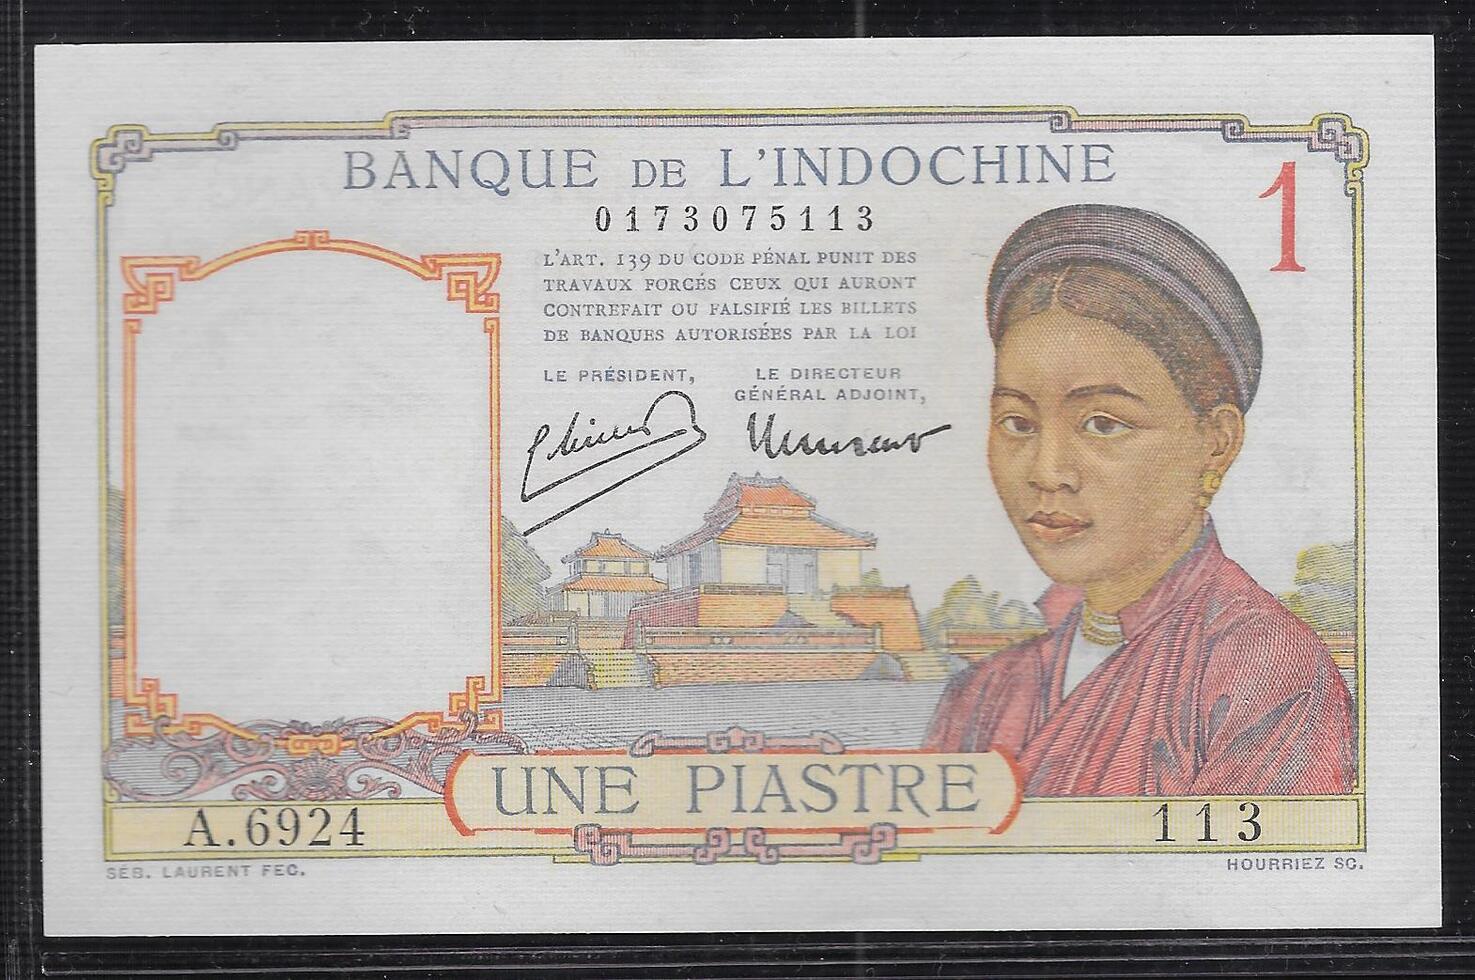 BANQUE DE L'INDOCHINE
1
0173075113
L'ART. 139 DU CODE PÉNAL PUNIT DES
TRAVAUX FORCÉS CEUX QUI AURONT
CONTREFAIT OU FALSIFIÉ LES BILLETS
DE BANQUES AUTORISÉES PAR LA LOI
LE PRÉSIDENT,
LE DIRECTEUR
GÉNÉRAL ADJOINT,
UNE PIASTRE
A.6924
113
SÉB. LAURENT FEC.
HOURRIEZ SC.